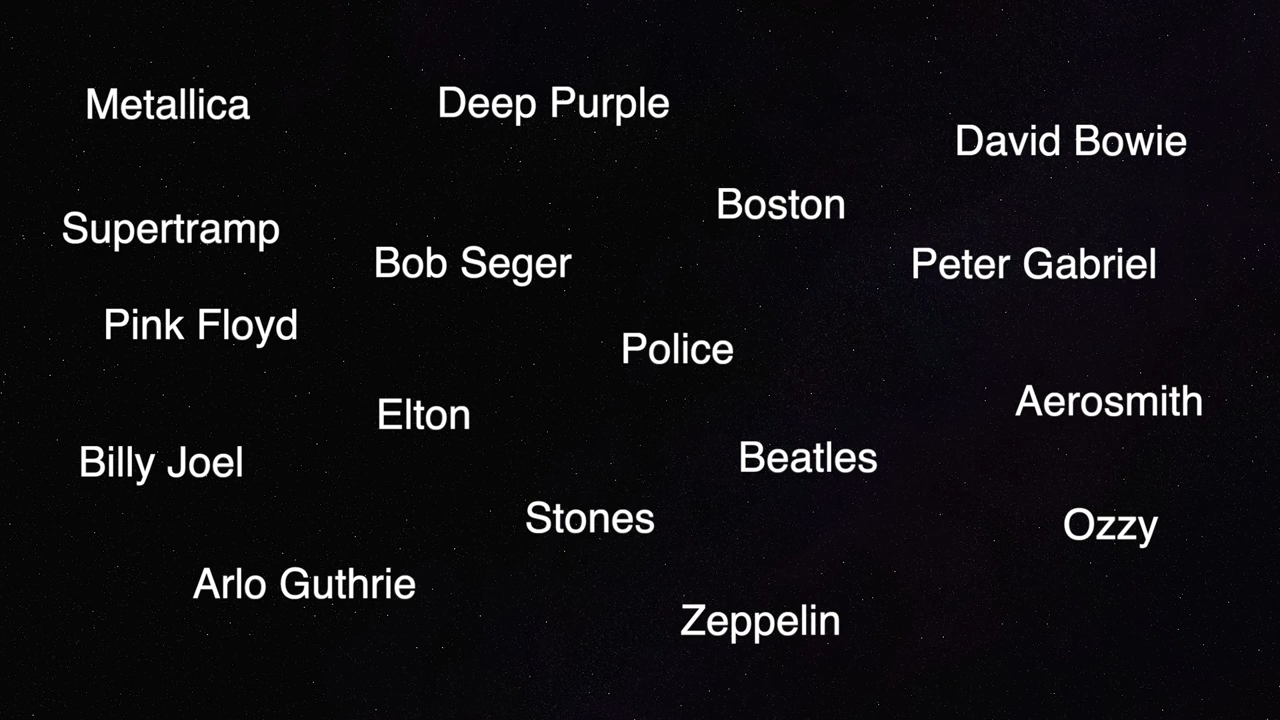 Metallica
Deep Purple
David Bowie
Boston
Supertramp
Bob Seger
Peter Gabriel
Pink Floyd
Police
Aerosmith
Elton
Billy Joel
Beatles
Stones
Ozzy
Arlo Guthrie
Zeppelin